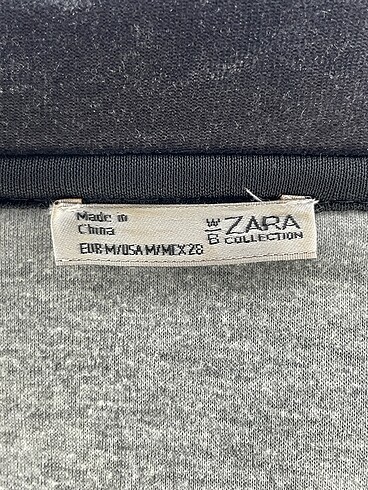 Made in
China
EUR M/USA M/MEX 28
W/B ZARA
COLLECTION